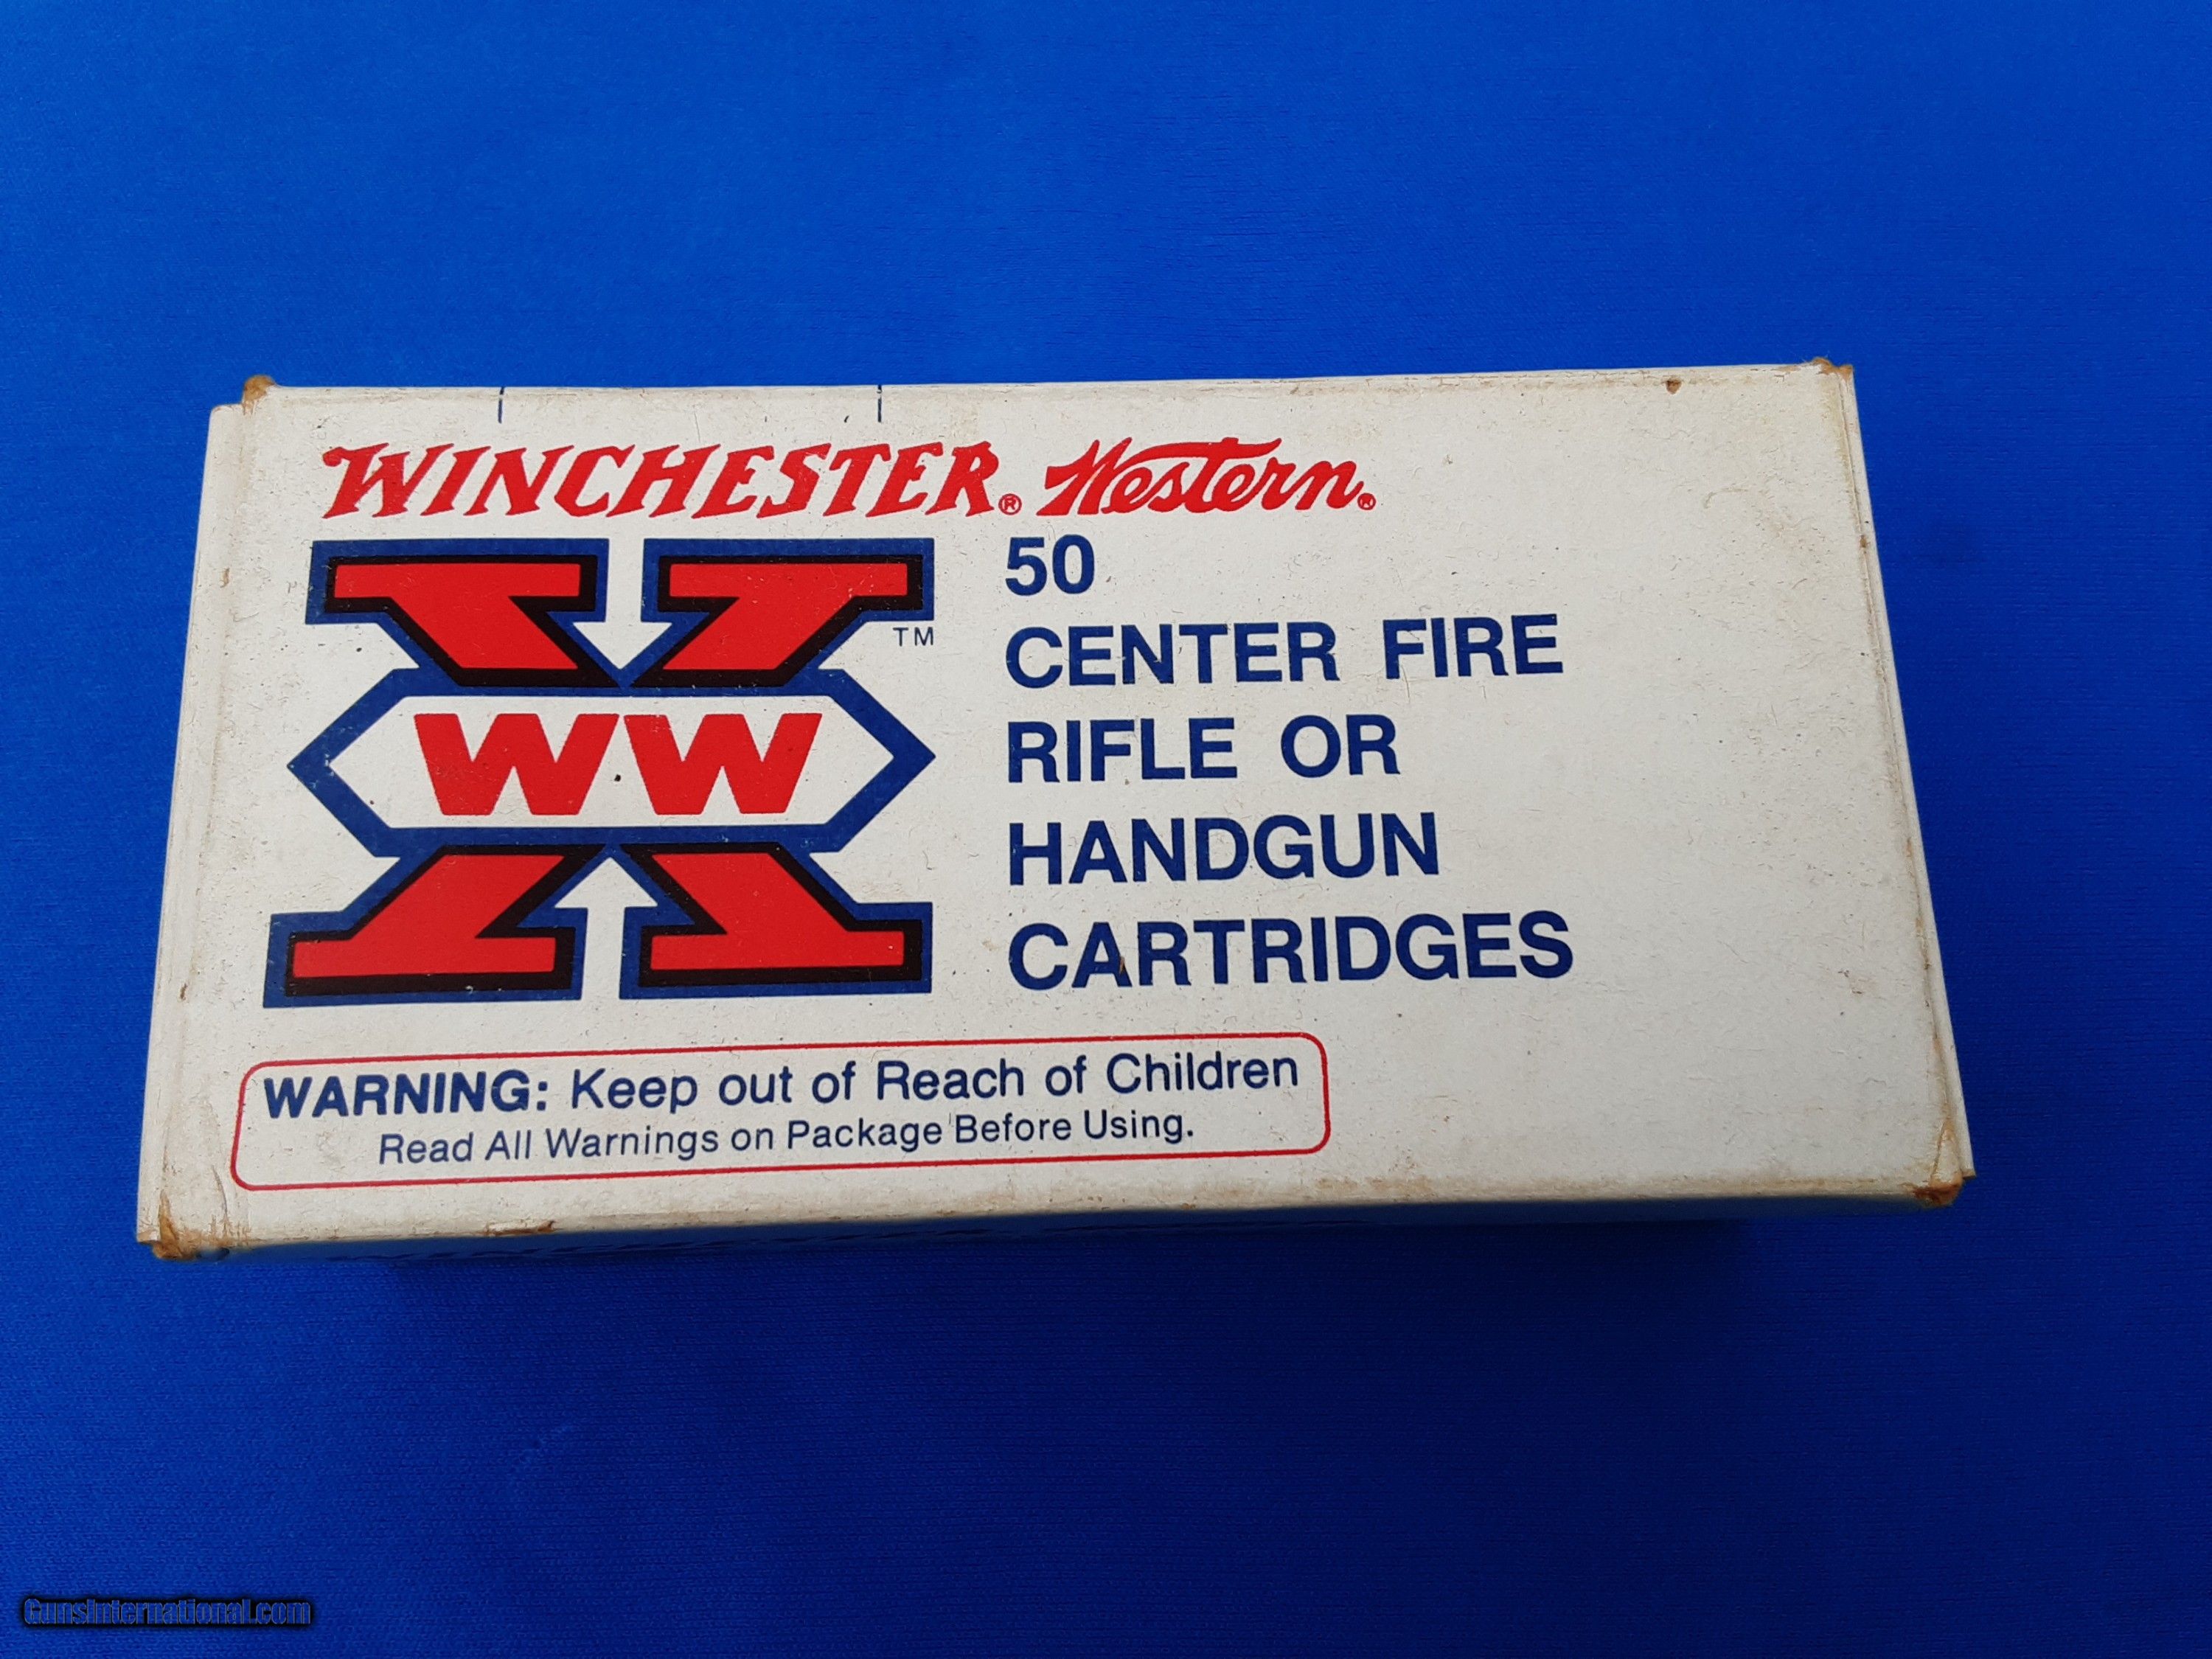 WINCHESTER® Western®
WW
TM
50
CENTER FIRE
RIFLE OR
HANDGUN
CARTRIDGES
WARNING: Keep out of Reach of Children
Read All Warnings on Package Before Using.
GunsInternational.com